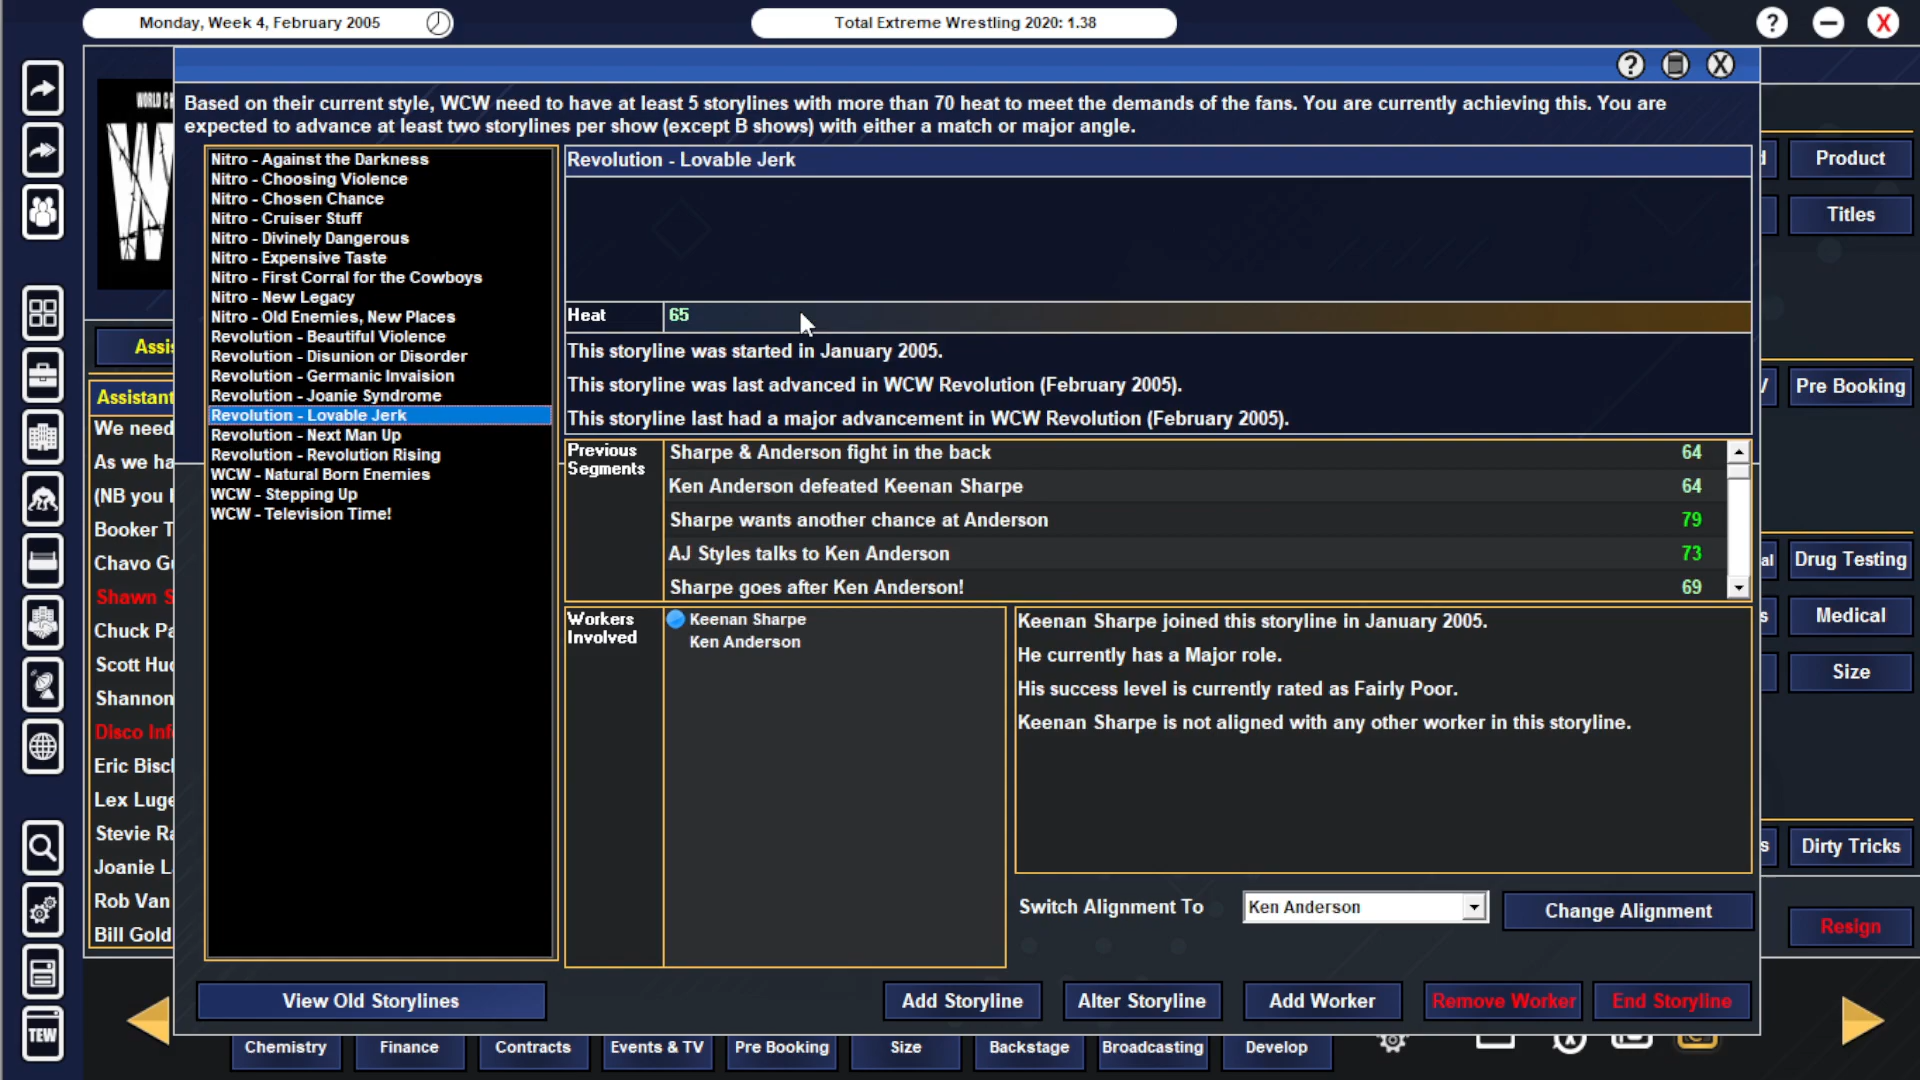 Monday, Week 4, February 2005
Total Extreme Wrestling 2020: 1.38
?
X
? X
WORLD C
Based on their current style, WCW need to have at least 5 storylines with more than 70 heat to meet the demands of the fans. You are currently achieving this. You are
expected to advance at least two storylines per show (except B shows) with either a match or major angle.
Nitro - Against the Darkness
Nitro - Choosing Violence
Nitro - Chosen Chance
Nitro - Cruiser Stuff
Nitro - Divinely Dangerous
Nitro - Expensive Taste
Nitro - First Corral for the Cowboys
Nitro - New Legacy
Nitro - Old Enemies, New Places
Revolution - Beautiful Violence
Revolution - Disunion or Disorder
Revolution - Germanic Invaision
Revolution - Joanie Syndrome
Revolution - Lovable Jerk
Revolution - Next Man Up
Revolution - Revolution Rising
WCW - Natural Born Enemies
WCW - Stepping Up
WCW - Television Time!
Revolution - Lovable Jerk
Heat 65
This storyline was started in January 2005.
This storyline was last advanced in WCW Revolution (February 2005).
This storyline last had a major advancement in WCW Revolution (February 2005).
Previous
Segments
Sharpe & Anderson fight in the back 64
Ken Anderson defeated Keenan Sharpe 64
Sharpe wants another chance at Anderson 79
AJ Styles talks to Ken Anderson 73
Sharpe goes after Ken Anderson! 69
Workers
Involved
Keenan Sharpe
Ken Anderson
Keenan Sharpe joined this storyline in January 2005.
He currently has a Major role.
His success level is currently rated as Fairly Poor.
Keenan Sharpe is not aligned with any other worker in this storyline.
Switch Alignment To
Ken Anderson
Change Alignment
View Old Storylines
Add Storyline
Alter Storyline
Add Worker
Remove Worker
End Storyline
Assi
Assistant
We need
As we ha
(NB you
Booker T
Chavo G
Shawn S
Chuck Pa
Scott Hu
Shannon
Disco Inf
Eric Bisc
Lex Luge
Stevie Ra
Joanie L
Rob Van
Bill Gold
Product
Titles
Pre Booking
Drug Testing
Medical
Size
Dirty Tricks
Resign
TEW
Chemistry
Finance
Contracts
Events & TV
Pre Booking
Size
Backstage
Broadcasting
Develop